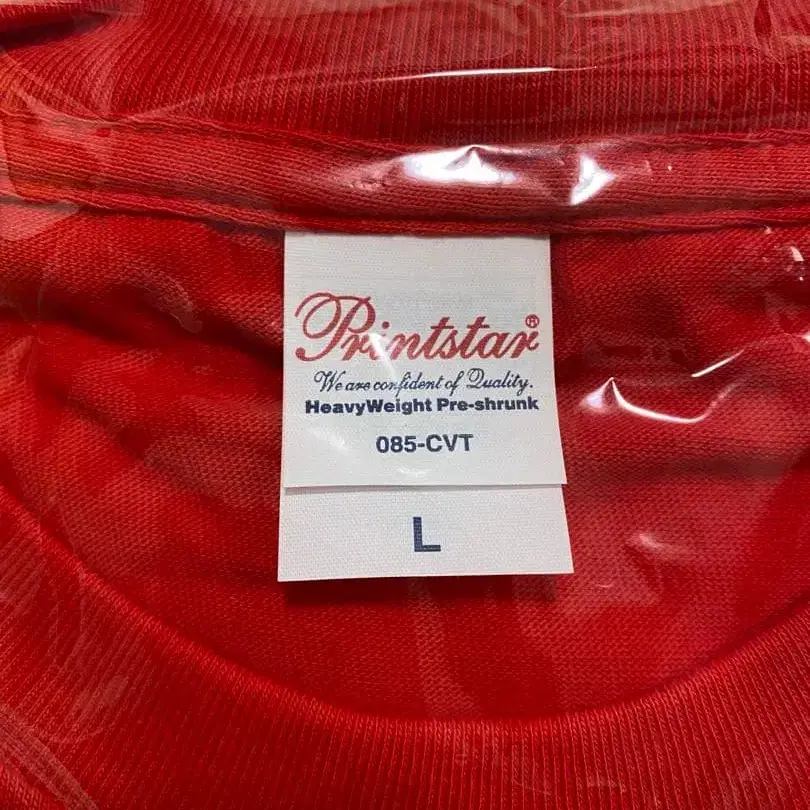 Printstar®
We are confident of Quality.
HeavyWeight Pre-shrunk
085-CVT
L